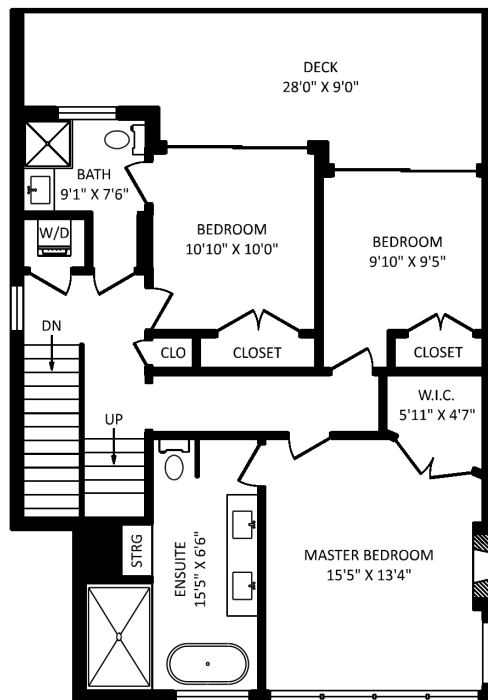 DECK
28'0" X 9'0"
BATH
9'1" X 7'6"
W/D
BEDROOM
10'10" X 10'0"
BEDROOM
9'10" X 9'5"
DN
CLO
CLOSET
CLOSET
W.I.C.
5'11" X 4'7"
UP
STRG
ENSUITE
15'5" X 6'6"
MASTER BEDROOM
15'5" X 13'4"